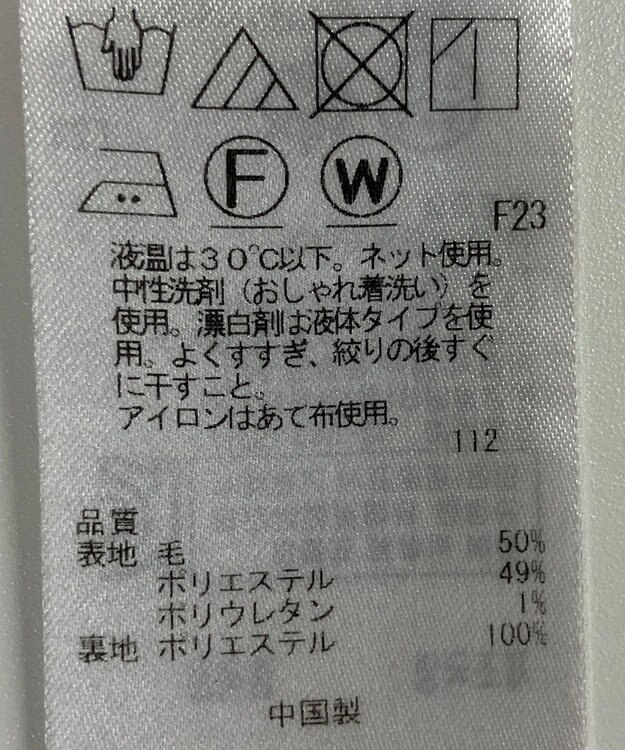 F W
F23
液温は30℃以下。ネット使用。
中性洗剤（おしゃれ着洗い）を
使用。漂白剤は液体タイプを使
用。よくすすぎ、絞りの後すぐ
に干すこと。
アイロンはあて布使用。
112
品質
表地 毛 50%
ポリエステル 49%
ポリウレタン 1%
裏地 ポリエステル 100%
中国製